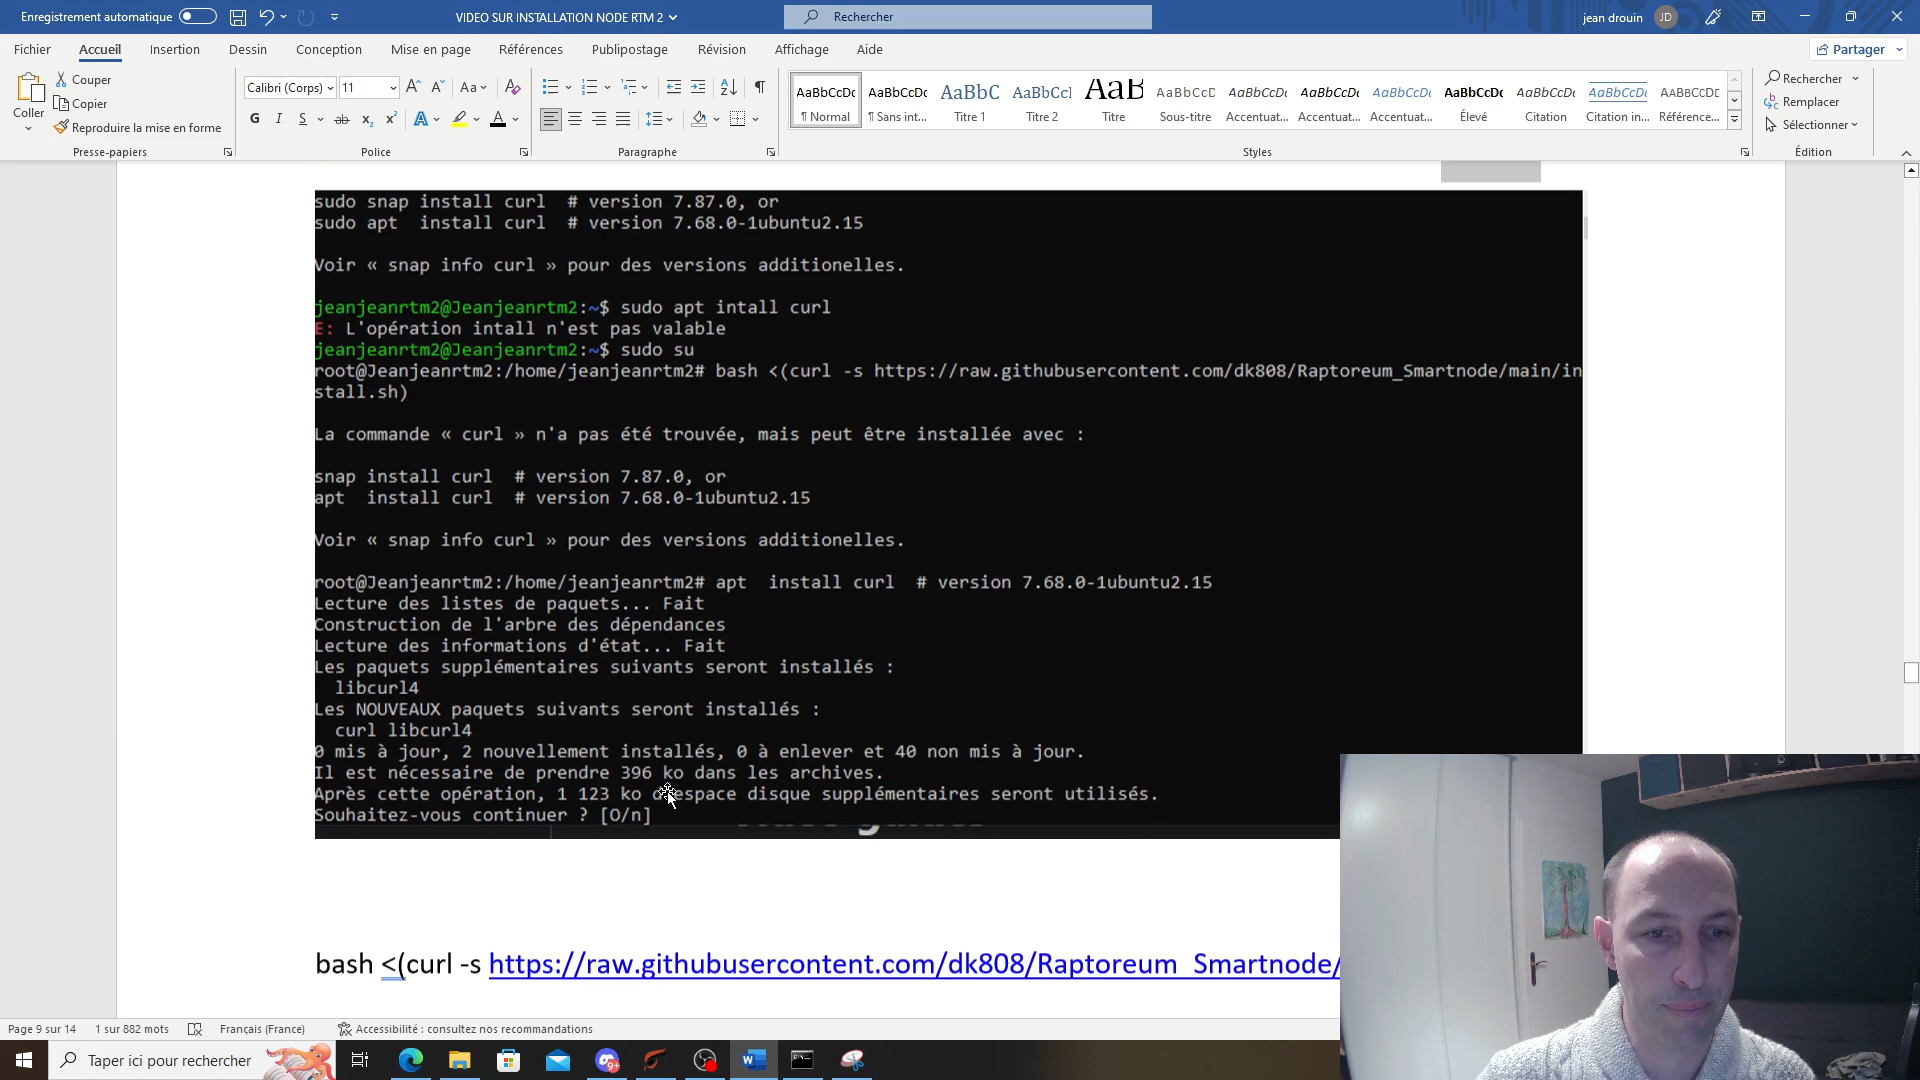 Enregistrement automatique
VIDEO SUR INSTALLATION NODE RTM 2
Rechercher
jean drouin
JD
Fichier
Accueil
Insertion
Dessin
Conception
Mise en page
Références
Publipostage
Révision
Affichage
Aide
Partager
Coller
Couper
Copier
Reproduire la mise en forme
Presse-papiers
Calibri (Corps)
11
Police
Paragraphe
AaBbCcDc
¶ Normal
AaBbCcDc
¶ Sans int...
AaBbC
Titre 1
AaBbCcl
Titre 2
AaB
Titre
AaBbCcD
Sous-titre
AaBbCcDc
Accentuat...
AaBbCcDc
Accentuat...
AaBbCcDc
Accentuat...
AaBbCcDc
Élevé
AaBbCcDc
Citation
AaBbCcDc
Citation in...
AABBCCDE
Référence...
Styles
Rechercher
Remplacer
Sélectionner
Édition
sudo snap install curl  # version 7.87.0, or
sudo apt  install curl  # version 7.68.0-1ubuntu2.15
Voir « snap info curl » pour des versions additionelles.
jeanjeanrtm2@Jeanjeanrtm2:~$ sudo apt intall curl
E: L'opération intall n'est pas valable
jeanjeanrtm2@Jeanjeanrtm2:~$ sudo su
root@Jeanjeanrtm2:/home/jeanjeanrtm2# bash <(curl -s https://raw.githubusercontent.com/dk808/Raptoreum_Smartnode/main/in
stall.sh)
La commande « curl » n'a pas été trouvée, mais peut être installée avec :
snap install curl  # version 7.87.0, or
apt  install curl  # version 7.68.0-1ubuntu2.15
Voir « snap info curl » pour des versions additionelles.
root@Jeanjeanrtm2:/home/jeanjeanrtm2# apt  install curl  # version 7.68.0-1ubuntu2.15
Lecture des listes de paquets... Fait
Construction de l'arbre des dépendances
Lecture des informations d'état... Fait
Les paquets supplémentaires suivants seront installés :
libcurl4
Les NOUVEAUX paquets suivants seront installés :
curl libcurl4
0 mis à jour, 2 nouvellement installés, 0 à enlever et 40 non mis à jour.
Il est nécessaire de prendre 396 ko dans les archives.
Après cette opération, 1 123 ko d'espace disque supplémentaires seront utilisés.
Souhaitez-vous continuer ? [O/n]
bash <(curl -s https://raw.githubusercontent.com/dk808/Raptoreum_Smartnode/
Page 9 sur 14
1 sur 882 mots
Français (France)
Accessibilité : consultez nos recommandations
Taper ici pour rechercher